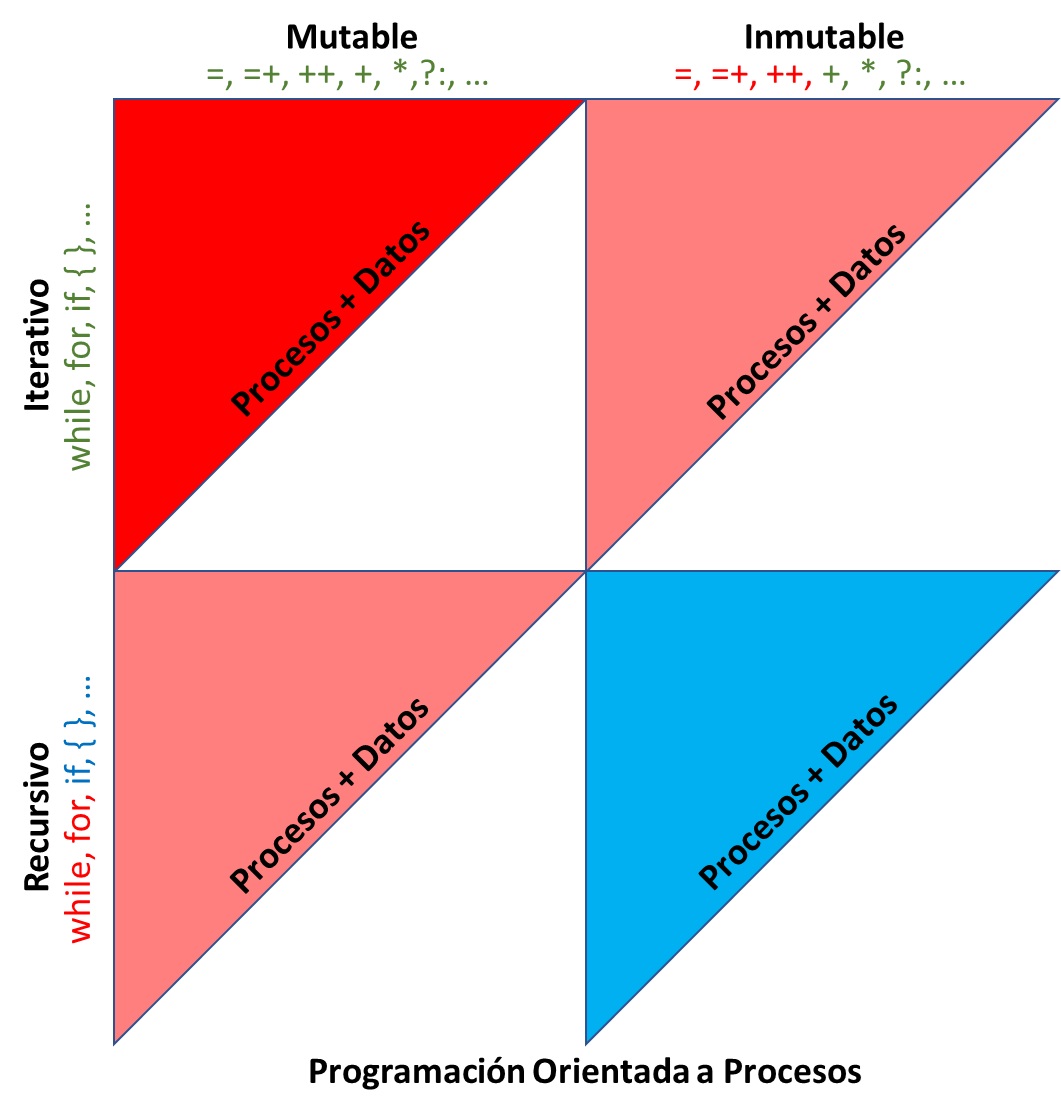 Mutable
=, =+, ++, +, *,?:, ...
Inmutable
=, =+, ++, +, *, ?:, ...
Iterativo
while, for, if, { }, ...
Procesos + Datos
Procesos + Datos
Recursivo
while, for, if, { }, ...
Procesos + Datos
Procesos + Datos
Programación Orientada a Procesos